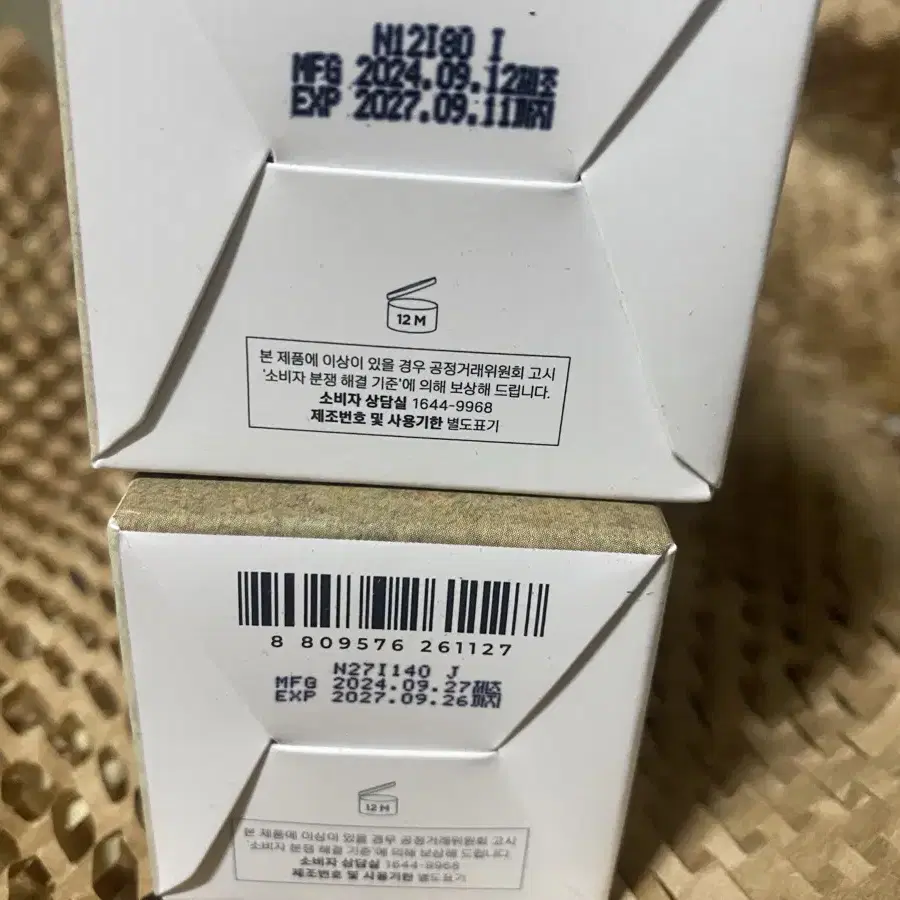 N12I80 I
MFG 2024.09.12제조
EXP 2027.09.11까지
12 M
본 제품에 이상이 있을 경우 공정거래위원회 고시
'소비자 분쟁 해결 기준'에 의해 보상해 드립니다.
소비자 상담실 1644-9968
제조번호 및 사용기한 별도표기
8 809576 261127
N27I140 J
MFG 2024.09.27제조
EXP 2027.09.26까지
12 M
본 제품에 이상이 있을 경우 공정거래위원회 고시
'소비자 분쟁 해결 기준'에 의해 보상해 드립니다.
소비자 상담실 1644-9968
제조번호 및 사용기한 별도표기